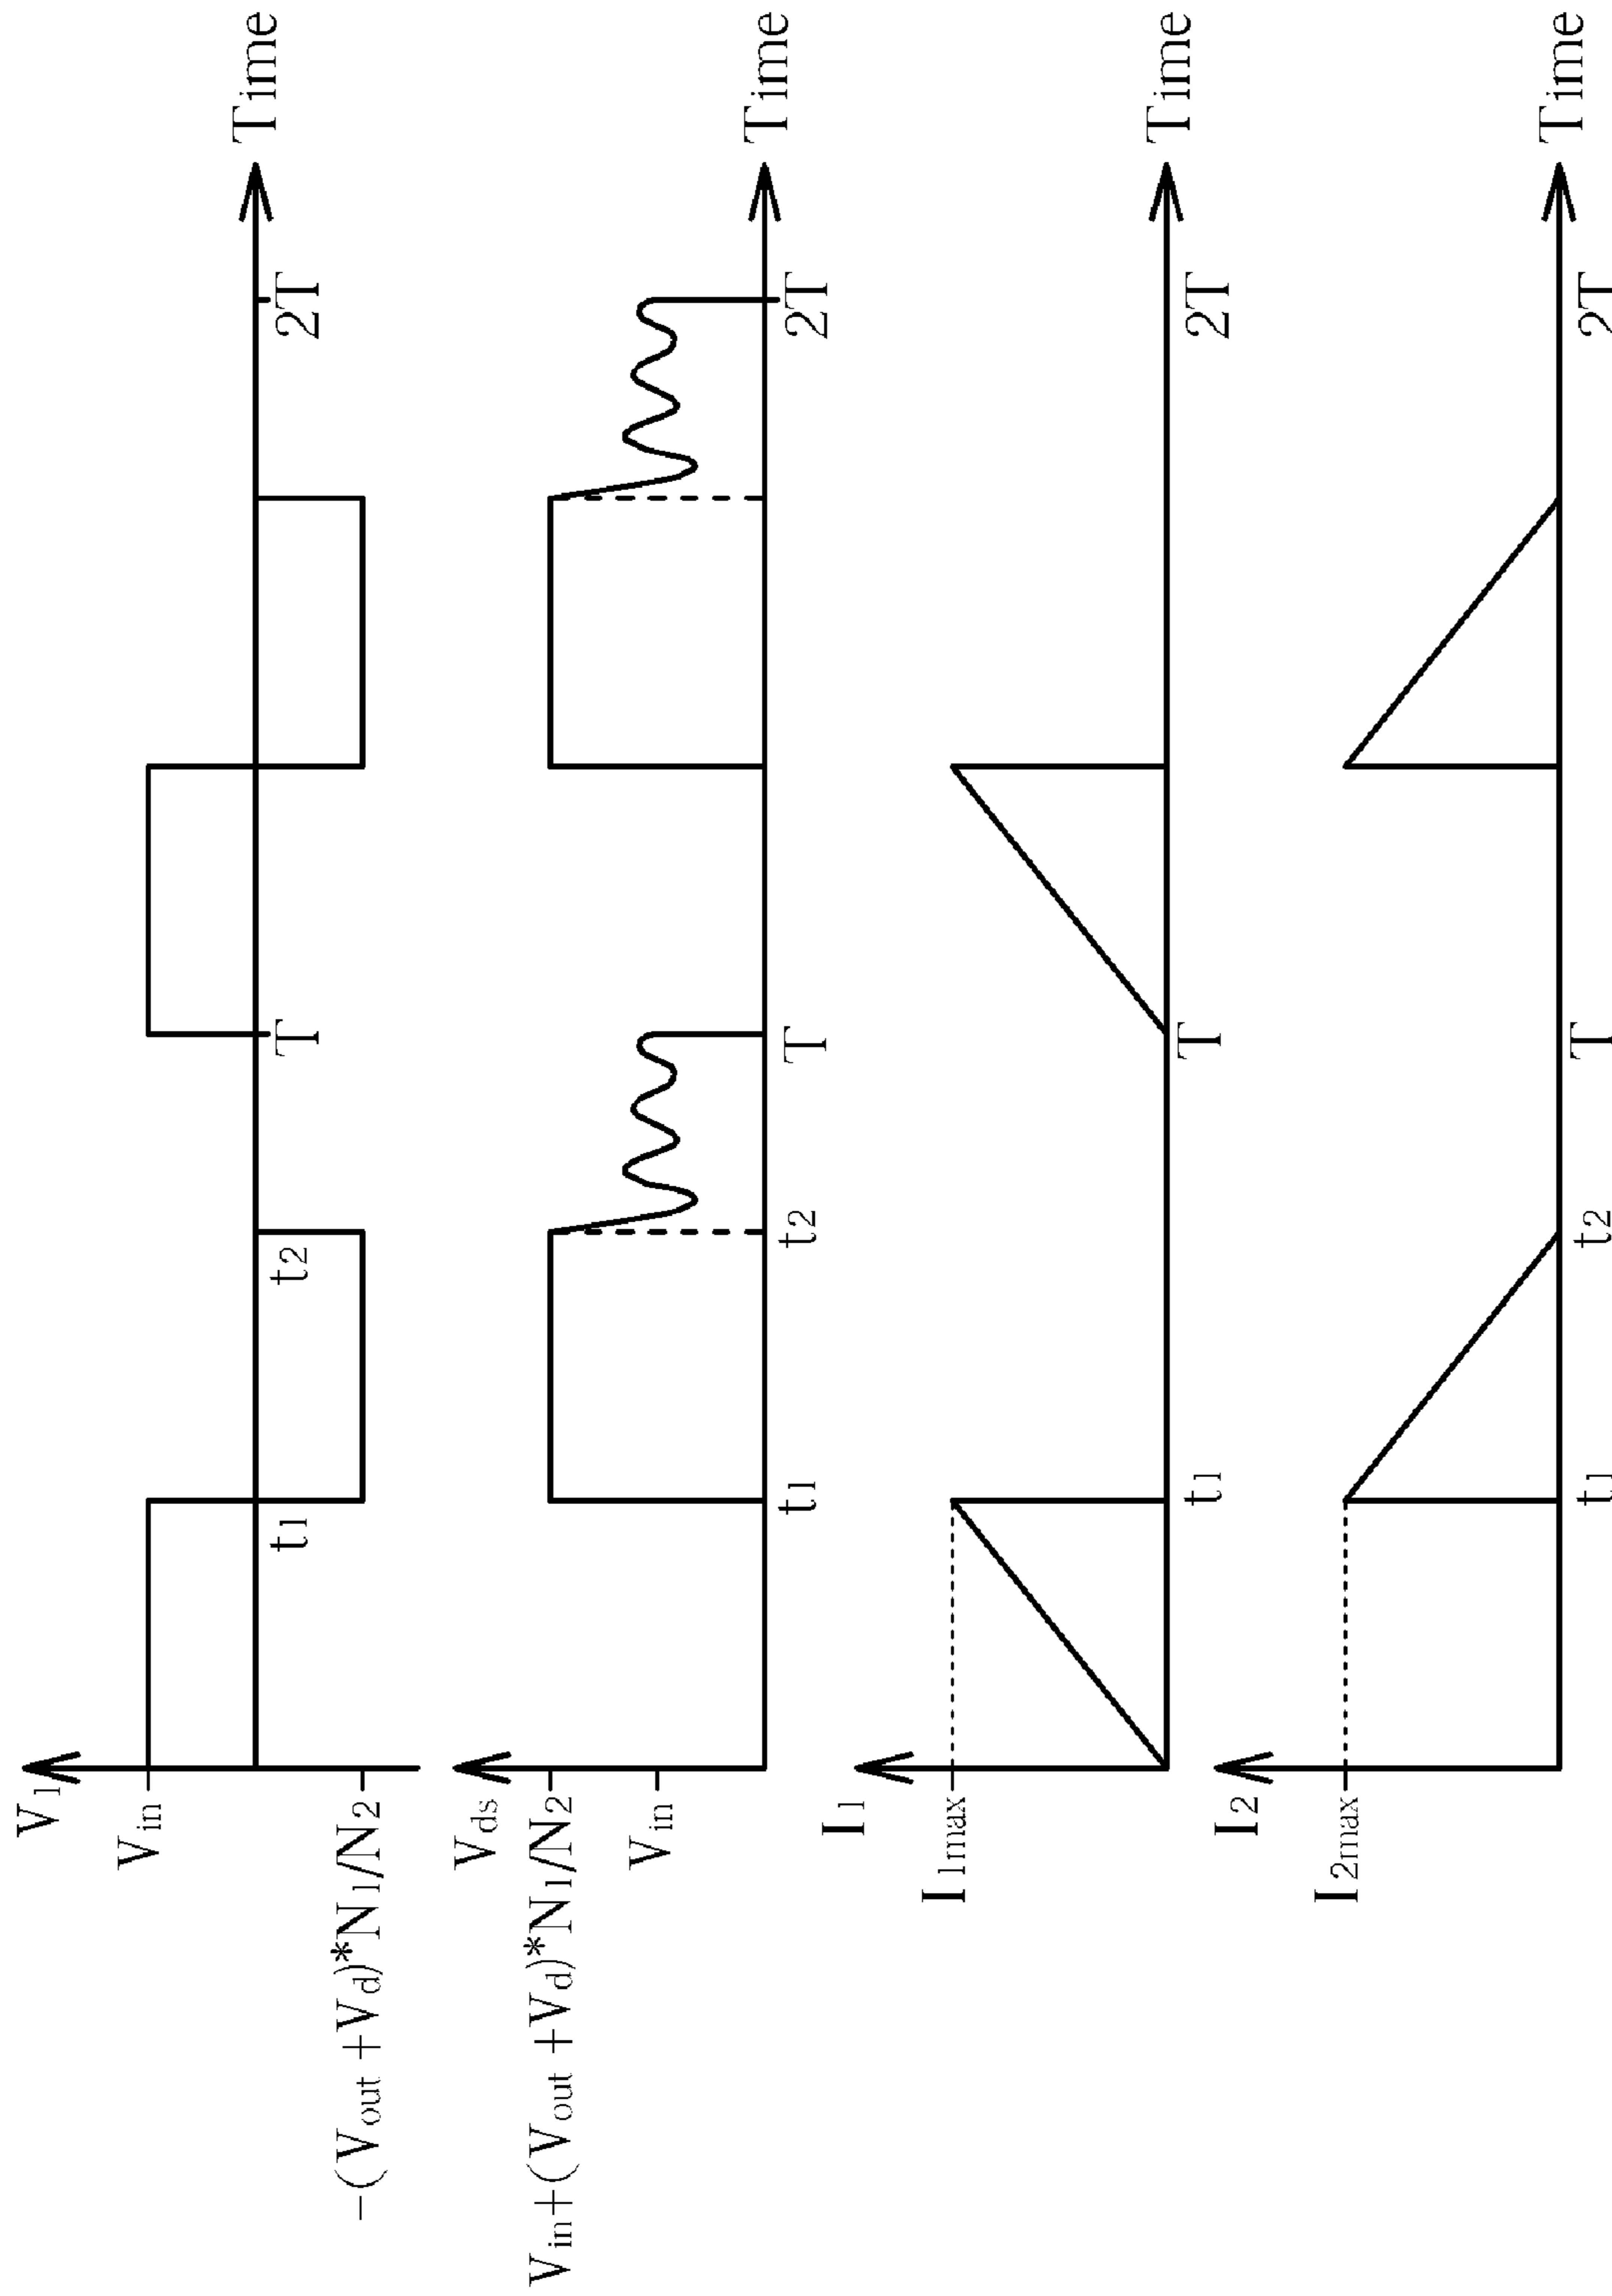 V1
Vin
-(Vout+Vd)*N1/N2
t1
t2
T
2T
Time
Vds
Vin+(Vout+Vd)*N1/N2
Vin
t1
t2
T
2T
Time
I1
I1max
t1
T
2T
Time
I2
I2max
t1
t2
T
2T
Time